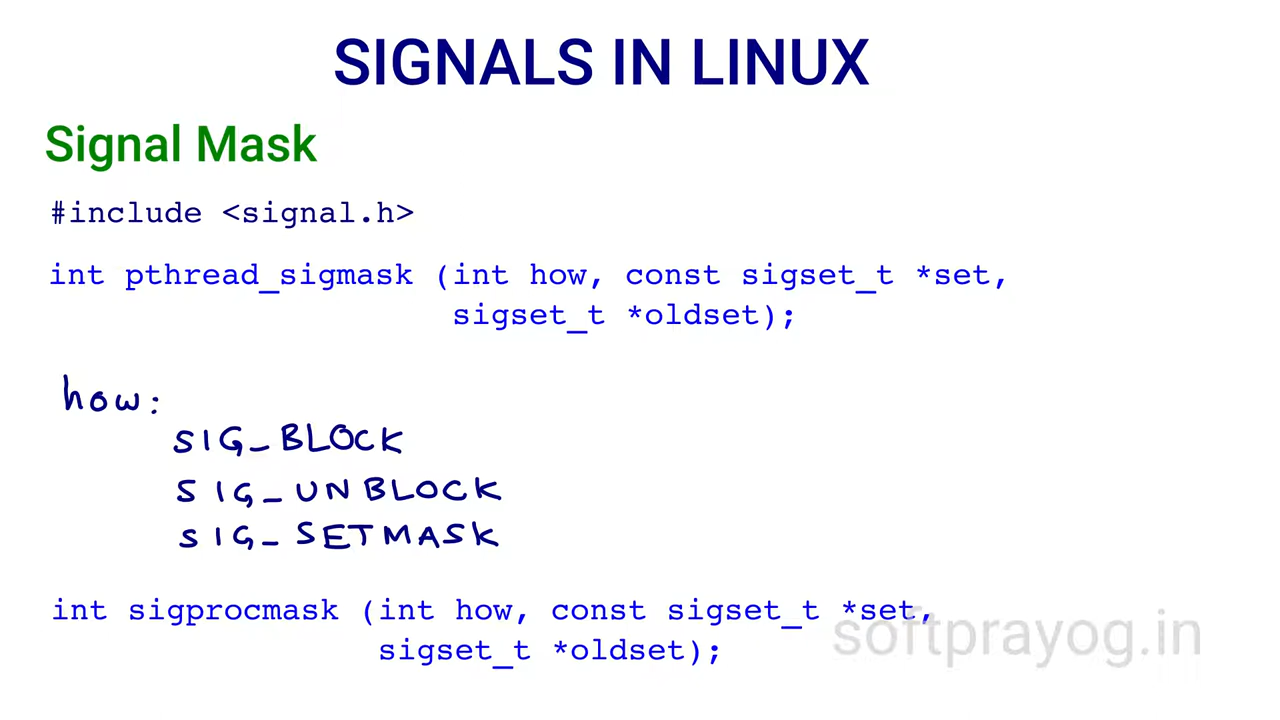 SIGNALS IN LINUX
Signal Mask
#include <signal.h>
int pthread_sigmask (int how, const sigset_t *set,
sigset_t *oldset);
how:
SIG_BLOCK
SIG_UNBLOCK
SIG_SETMASK
int sigprocmask (int how, const sigset_t *set,
sigset_t *oldset);
softprayog.in